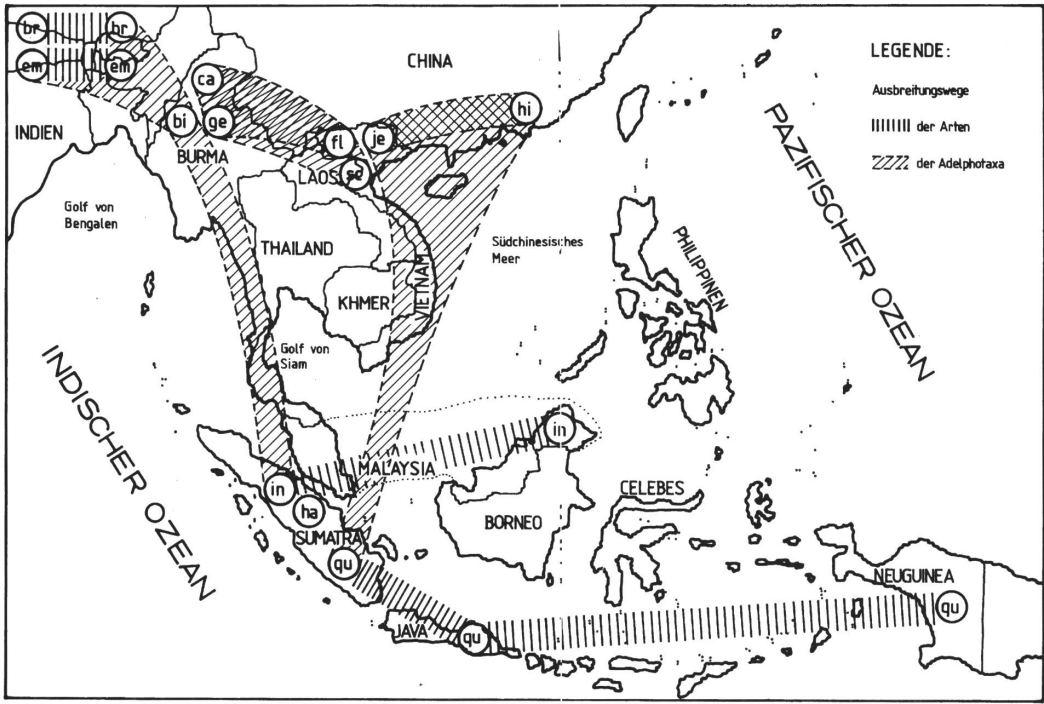 br
br
em
em
ca
CHINA
LEGENDE:
Ausbreitungswege
der Arten
der Adelphotaxa
INDIEN
bi
ge
fl
je
hi
BURMA
LAOS
se
Golf von
Bengalen
THAILAND
Südchinesisches
Meer
KHMER
VIETNAM
PHILIPPINEN
PAZIFISCHER OZEAN
Golf von
Siam
INDISCHER OZEAN
in
MALAYSIA
in
ha
SUMATRA
BORNEO
CELEBES
qu
NEUGUINEA
qu
JAVA
qu